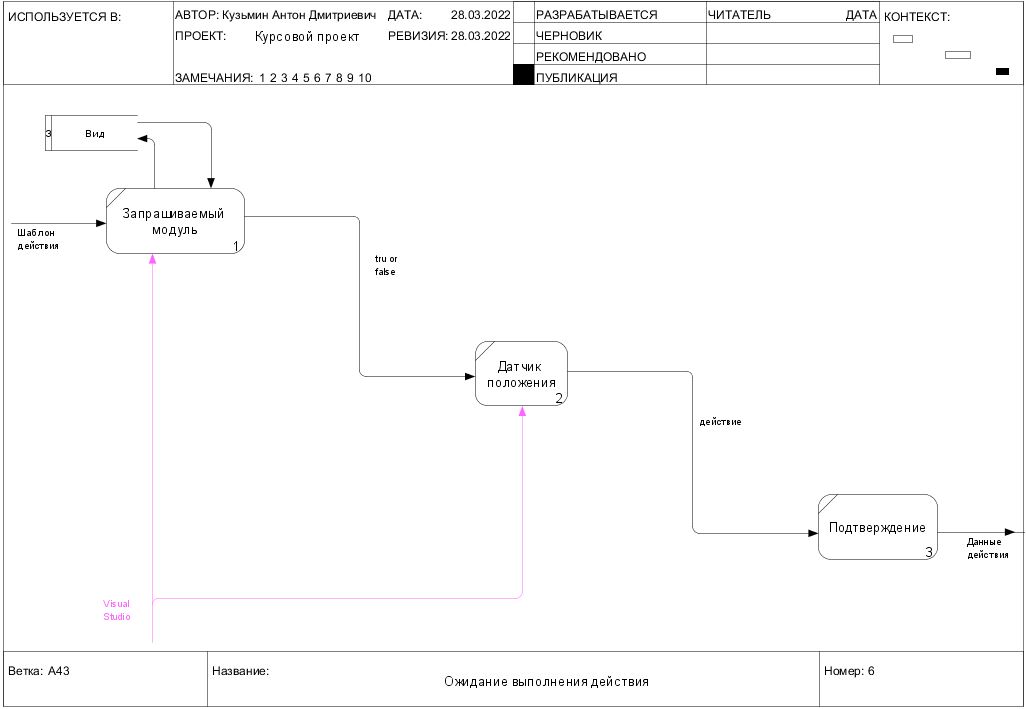 ИСПОЛЬЗУЕТСЯ В:
АВТОР: Кузьмин Антон Дмитриевич ДАТА: 28.03.2022
ПРОЕКТ: Курсовой проект РЕВИЗИЯ: 28.03.2022
ЗАМЕЧАНИЯ: 1 2 3 4 5 6 7 8 9 10
РАЗРАБАТЫВАЕТСЯ
ЧЕРНОВИК
РЕКОМЕНДОВАНО
ПУБЛИКАЦИЯ
ЧИТАТЕЛЬ ДАТА
КОНТЕКСТ:
3 Вид
Шаблон
действия
Запрашиваемый
модуль
1
tru or
false
Датчик
положения
2
действие
Подтверждение
3
Данные
действия
Visual
Studio
Ветка: A43
Название:
Ожидание выполнения действия
Номер: 6